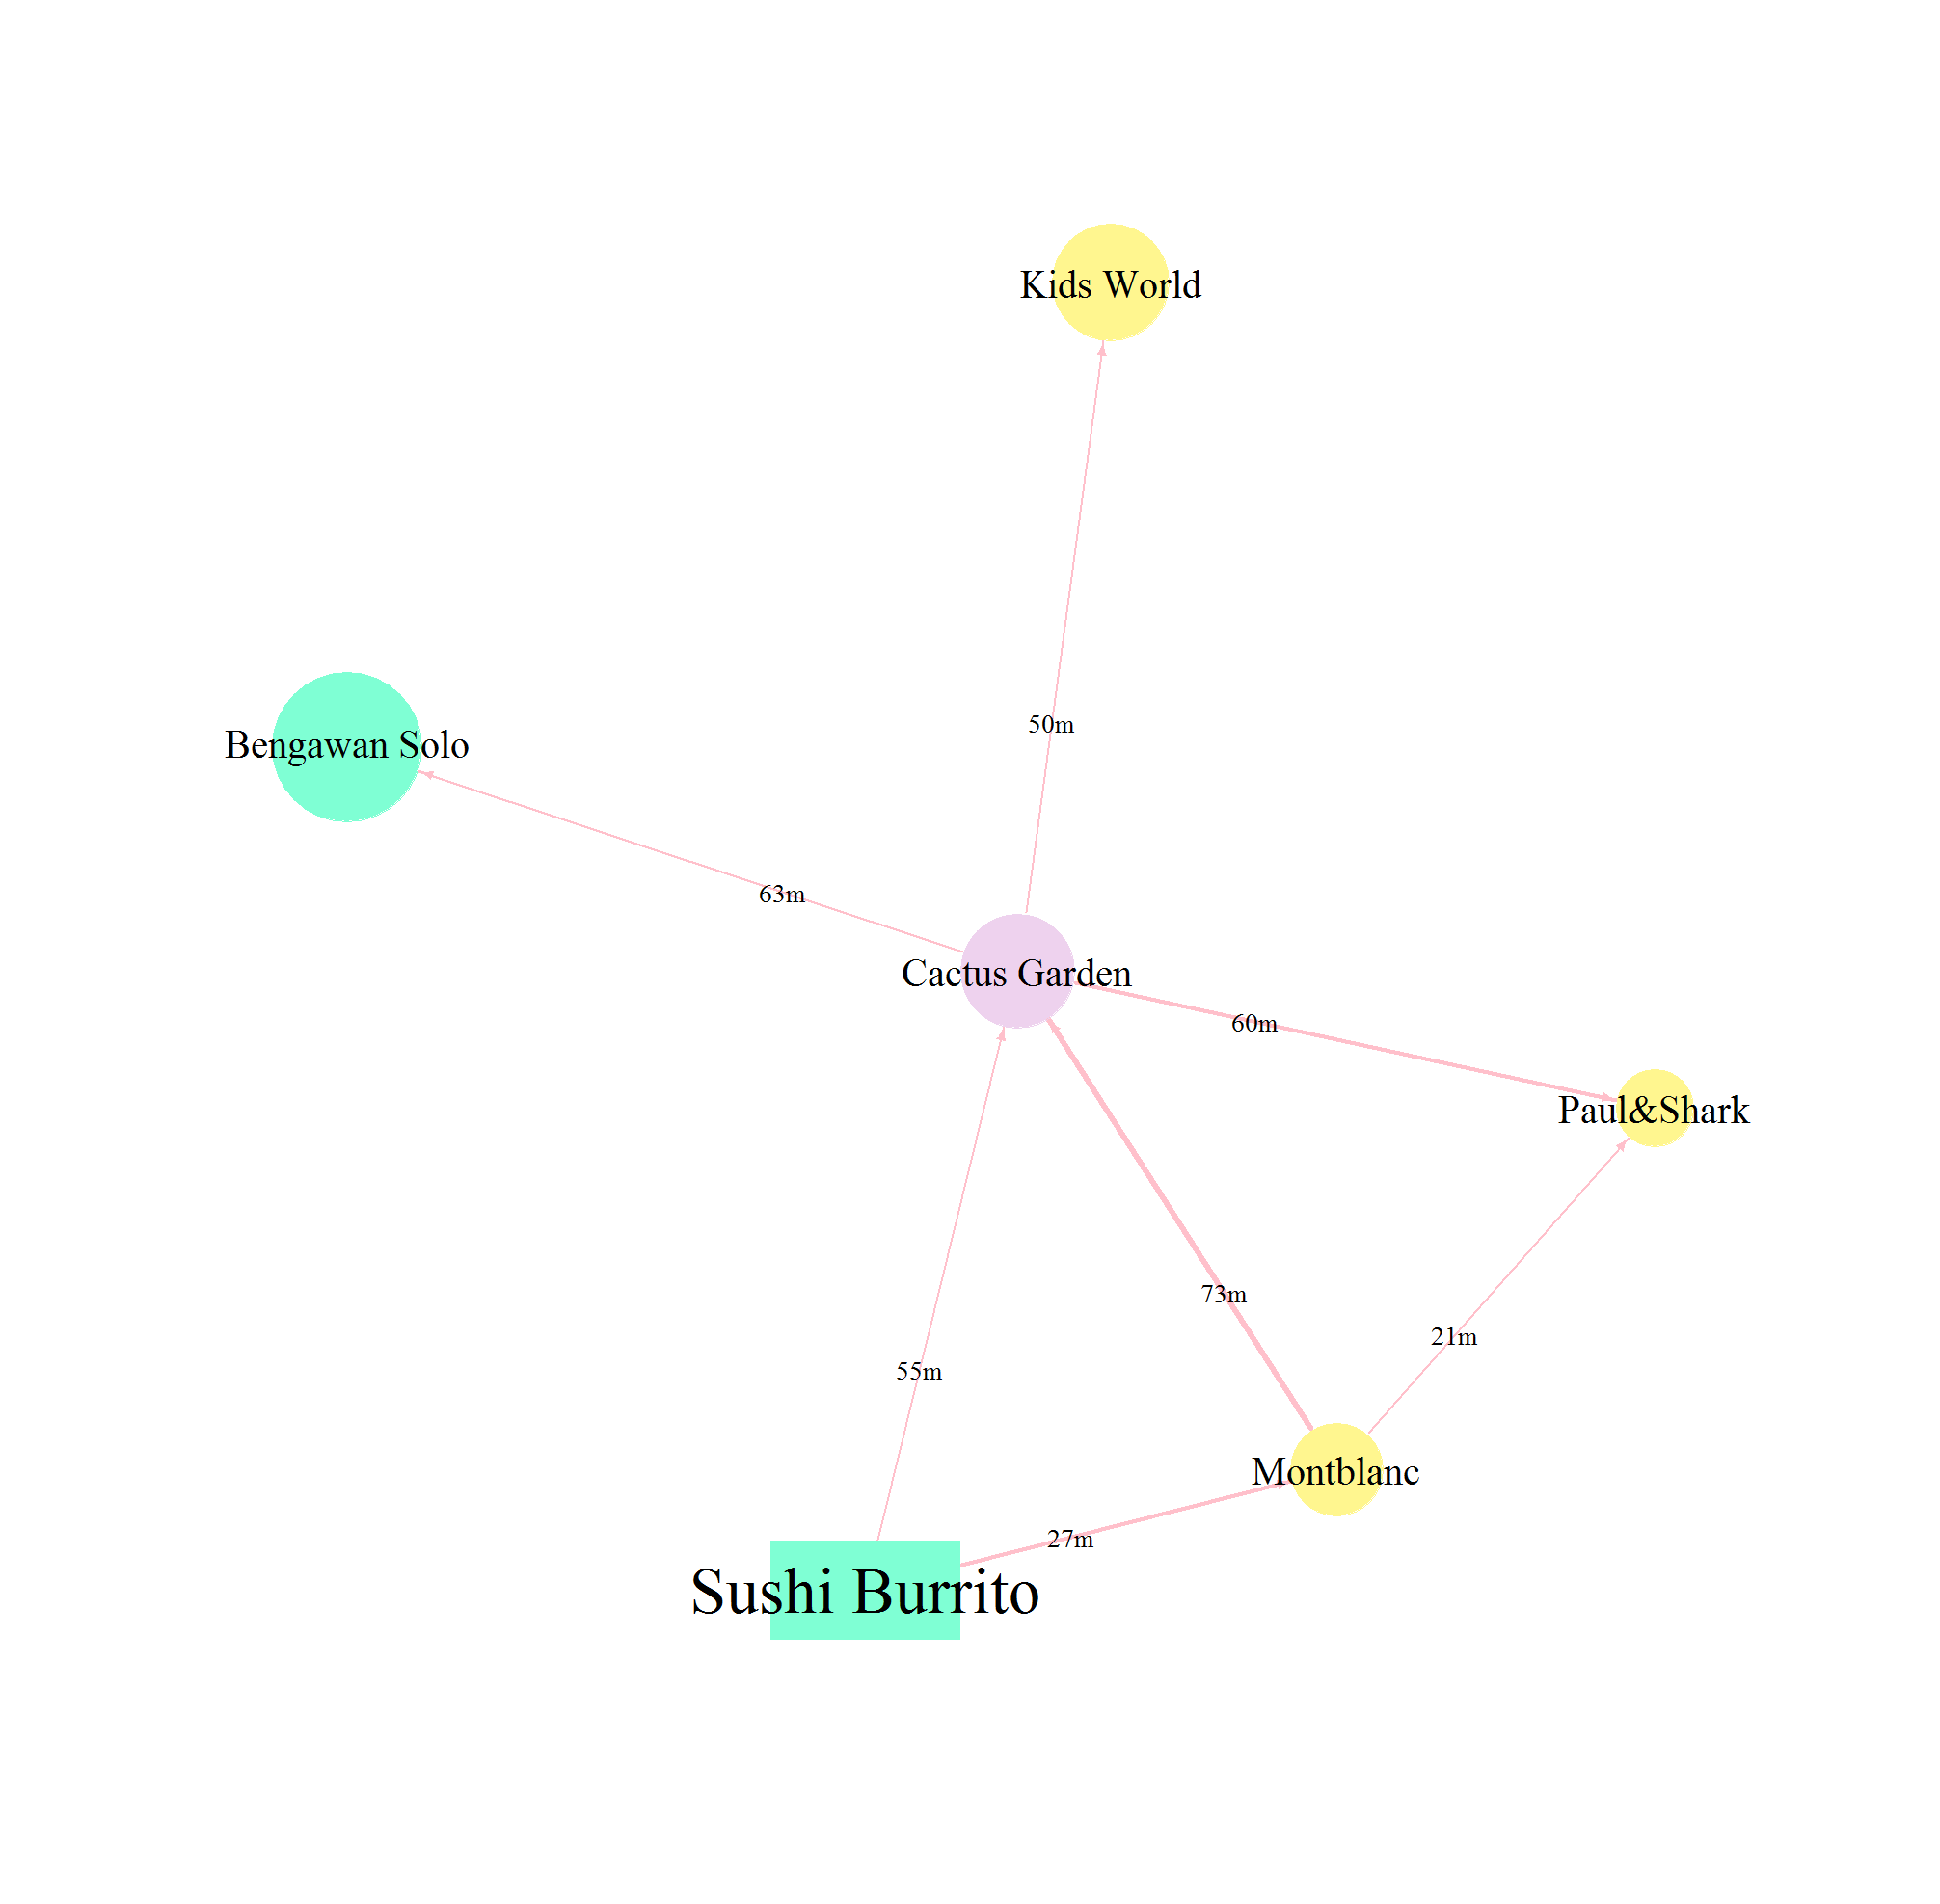 Kids World
50m
Bengawan Solo
63m
Cactus Garden
60m
Paul&Shark
73m
21m
55m
Montblanc
27m
Sushi Burrito